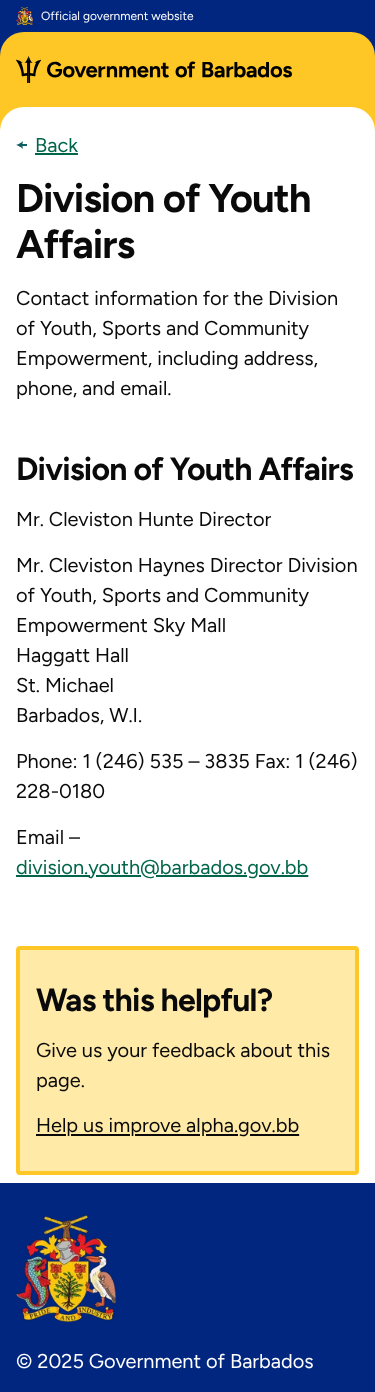 Official government website
Government of Barbados
Back
Division of Youth
Affairs
Contact information for the Division
of Youth, Sports and Community
Empowerment, including address,
phone, and email.
Division of Youth Affairs
Mr. Cleviston Hunte Director
Mr. Cleviston Haynes Director Division
of Youth, Sports and Community
Empowerment Sky Mall
Haggatt Hall
St. Michael
Barbados, W.I.
Phone: 1 (246) 535 – 3835 Fax: 1 (246)
228-0180
Email –
division.youth@barbados.gov.bb
Was this helpful?
Give us your feedback about this
page.
Help us improve alpha.gov.bb
PRIDE AND INDUSTRY
© 2025 Government of Barbados